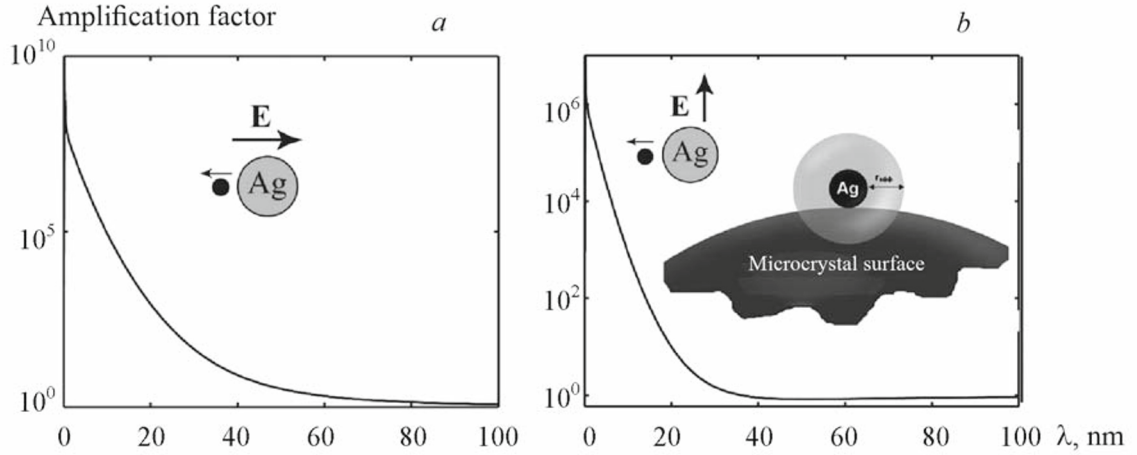 Amplification factor
a
b
10^10
10^5
10^0
E
Ag
0 20 40 60 80 100
10^6
10^4
10^2
10^0
E
Ag
Ag
Microcrystal surface
0 20 40 60 80 100 λ, nm